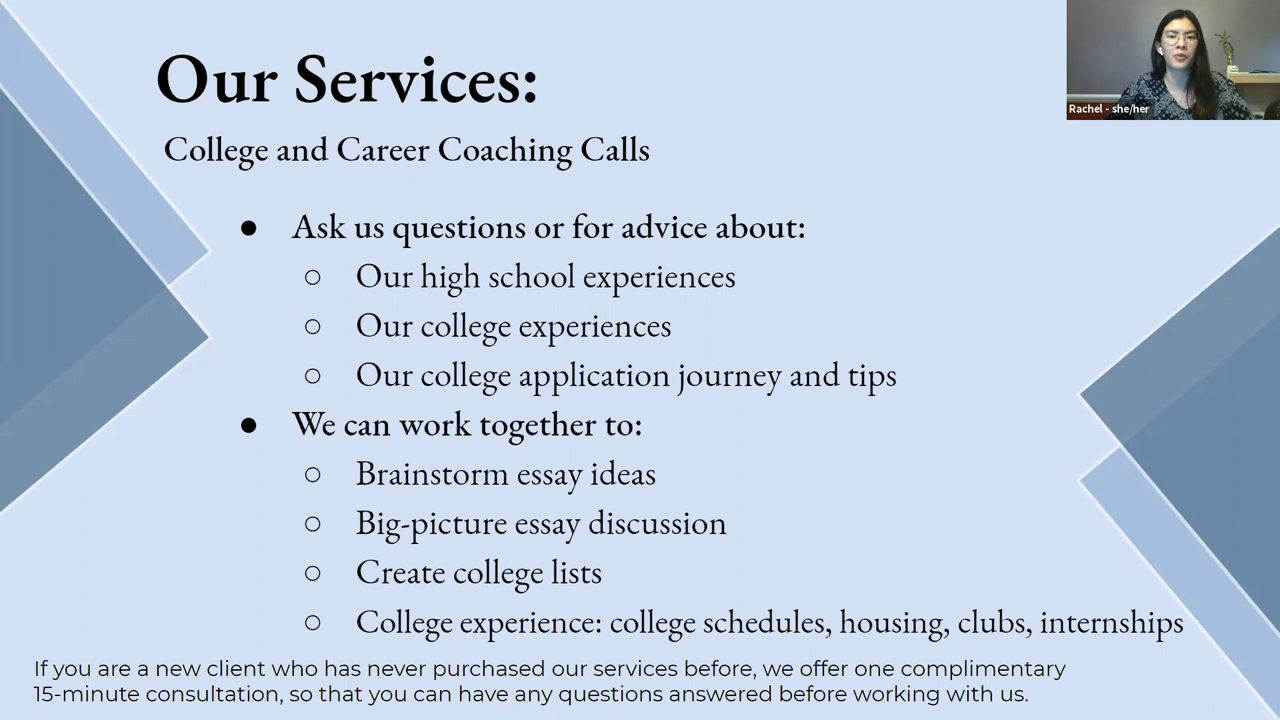 Our Services:
Rachel - she/her
College and Career Coaching Calls
● Ask us questions or for advice about:
○ Our high school experiences
○ Our college experiences
○ Our college application journey and tips
● We can work together to:
○ Brainstorm essay ideas
○ Big-picture essay discussion
○ Create college lists
○ College experience: college schedules, housing, clubs, internships
If you are a new client who has never purchased our services before, we offer one complimentary
15-minute consultation, so that you can have any questions answered before working with us.